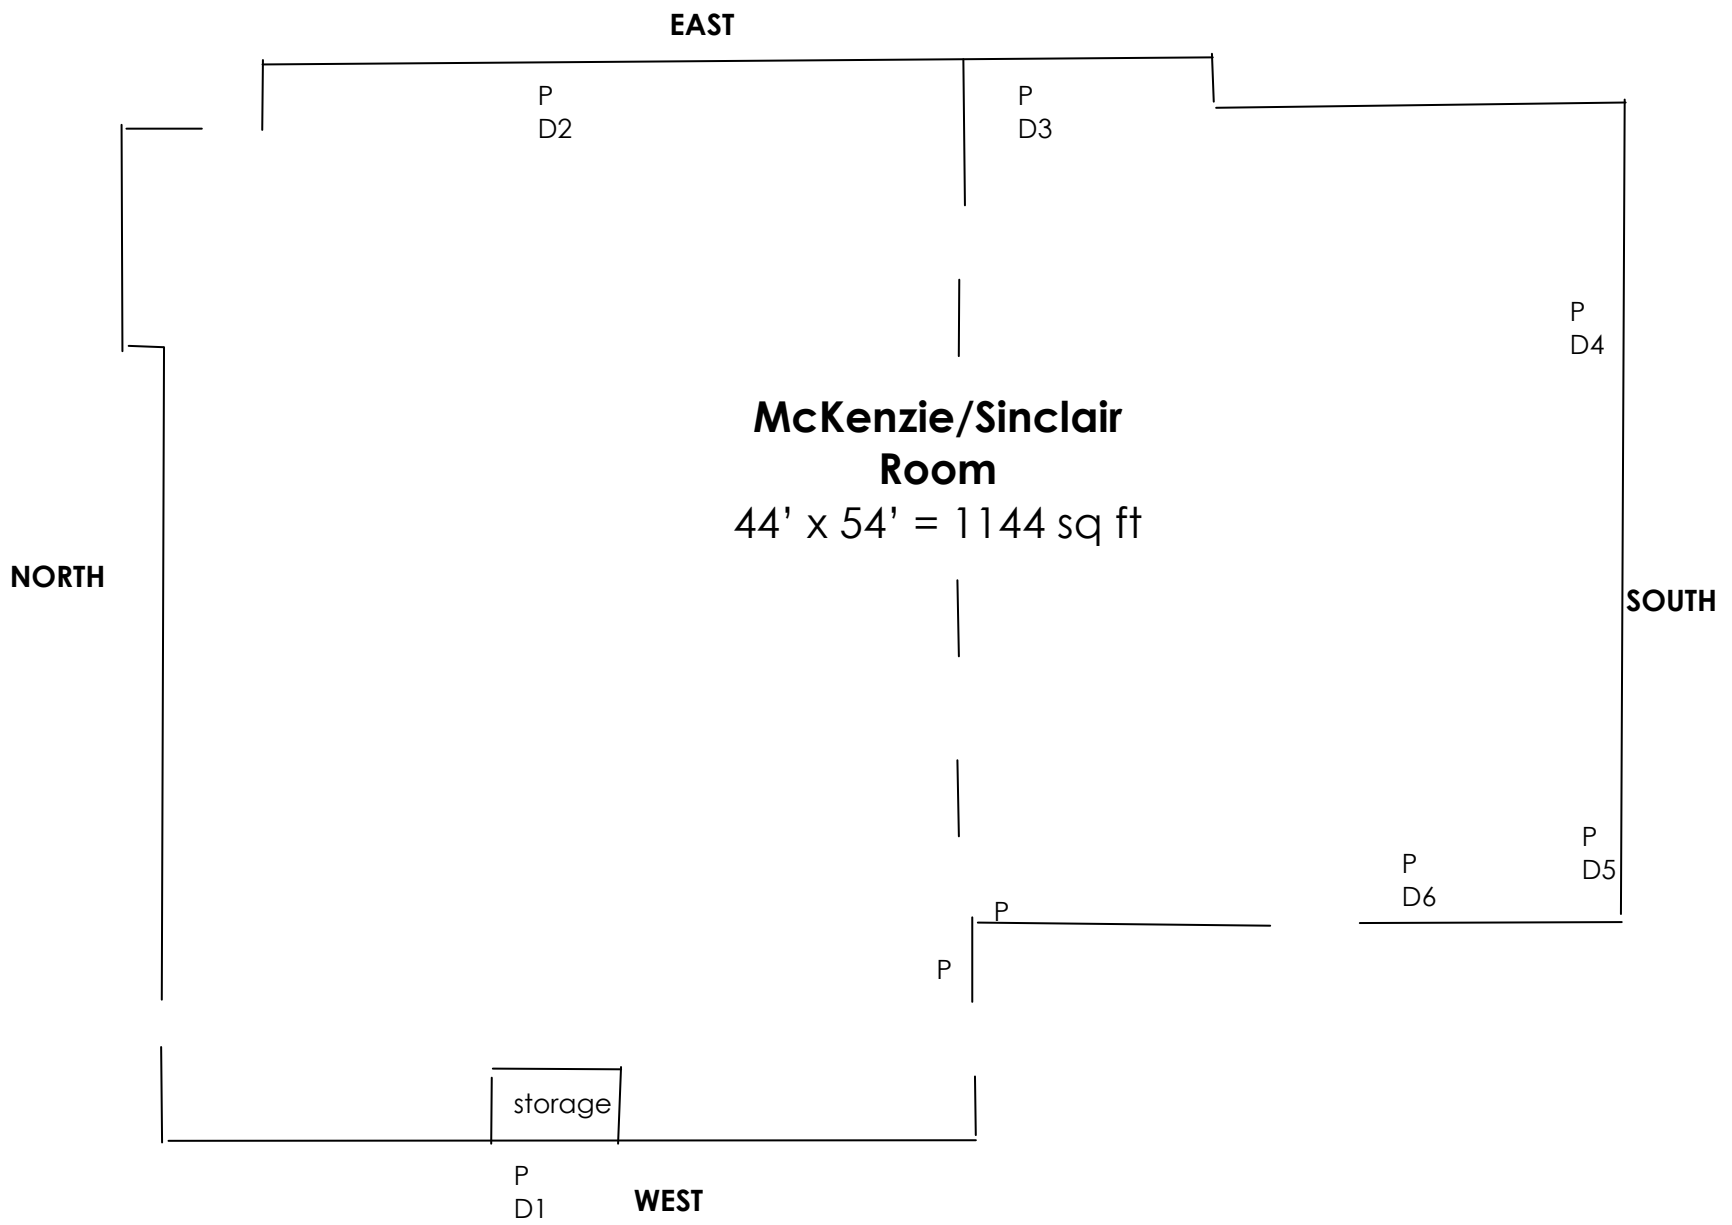 EAST
P
D2
P
D3
P
D4
McKenzie/Sinclair
Room
44’ x 54’ = 1144 sq ft
NORTH
SOUTH
P
D5
P
D6
P
P
storage
P
D1
WEST